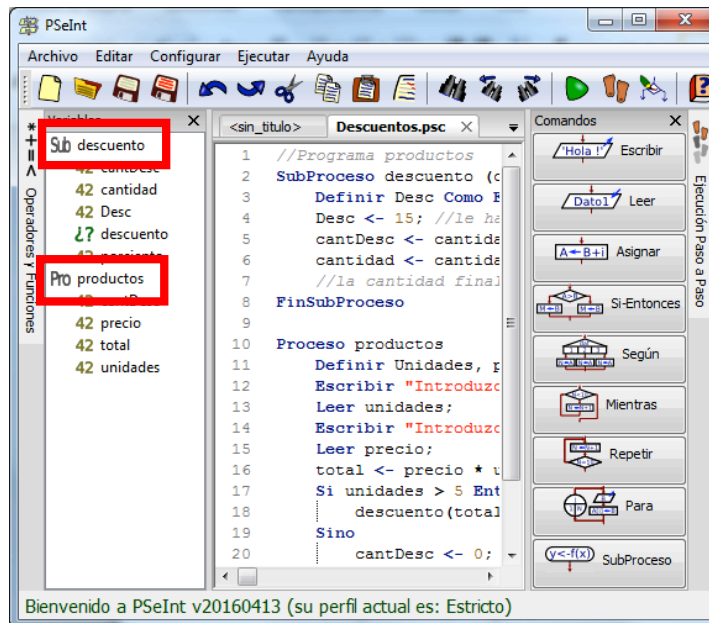 PSeInt
Archivo Editar Configurar Ejecutar Ayuda
Variables
Sub descuento
42 cantDesc
42 cantidad
42 Desc
¿? descuento
Pro productos
42 precio
42 total
42 unidades
*+=< Operadores y Funciones
<sin_titulo> Descuentos.psc
1 //Programa productos
2 SubProceso descuento (c
3 Definir Desc Como E
4 Desc <- 15; //le ha
5 cantDesc <- cantida
6 cantidad <- cantida
7 //la cantidad final
8 FinSubProceso
9
10 Proceso productos
11 Definir Unidades, p
12 Escribir "Introduzc
13 Leer unidades;
14 Escribir "Introduzc
15 Leer precio;
16 total <- precio * u
17 Si unidades > 5 Ent
18 descuento(total
19 Sino
20 cantDesc <- 0;
Comandos
'Hola !' Escribir
Dato1 Leer
A←B+i Asignar
Si-Entonces
Según
Mientras
Repetir
Para
y<-f(x) SubProceso
Ejecución Paso a Paso
Bienvenido a PSeInt v20160413 (su perfil actual es: Estricto)